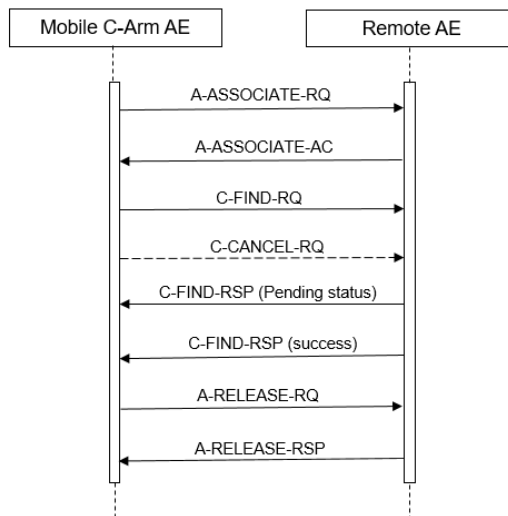 Mobile C-Arm AE
Remote AE
A-ASSOCIATE-RQ
A-ASSOCIATE-AC
C-FIND-RQ
C-CANCEL-RQ
C-FIND-RSP (Pending status)
C-FIND-RSP (success)
A-RELEASE-RQ
A-RELEASE-RSP